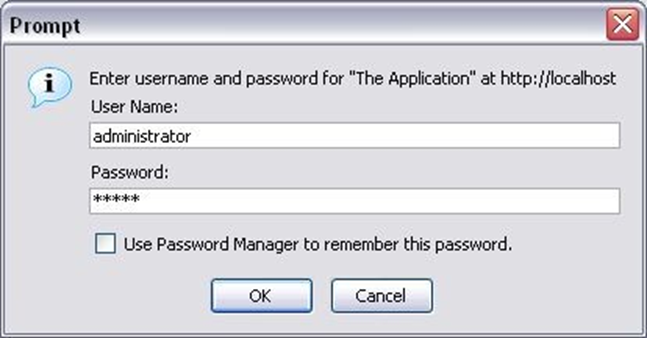 Prompt
Enter username and password for "The Application" at http://localhost
User Name:
administrator
Password:
*****
Use Password Manager to remember this password.
OK Cancel